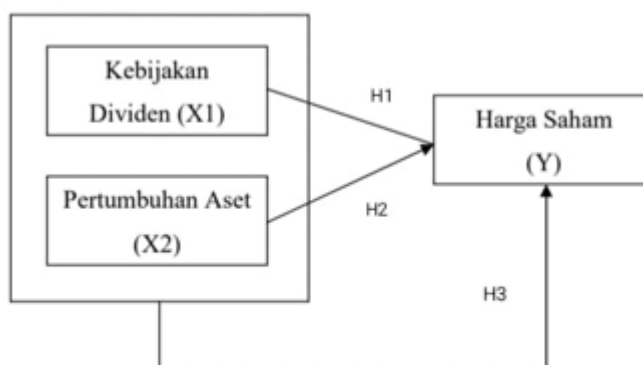 Kebijakan
Dividen (X1)
H1
Harga Saham
(Y)
Pertumbuhan Aset
(X2)
H2
H3